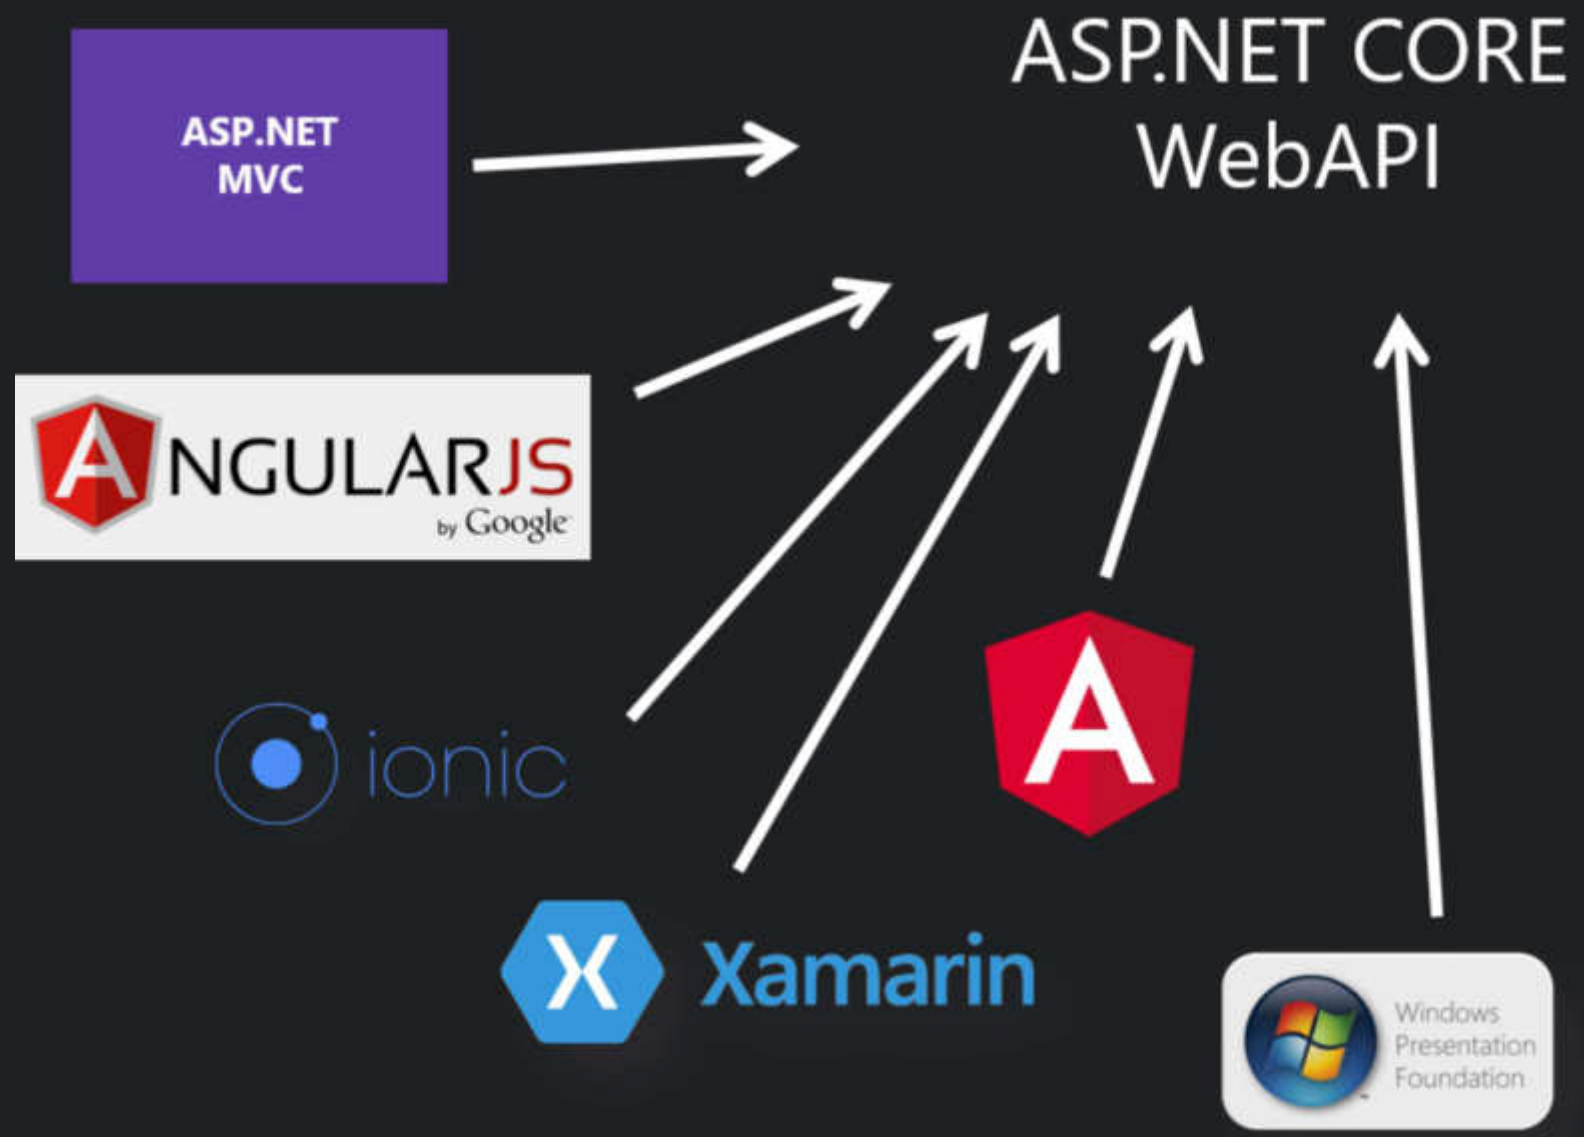 ASP.NET CORE
WebAPI
ASP.NET
MVC
ANGULARJS
by Google
ionic
A
X Xamarin
Windows
Presentation
Foundation